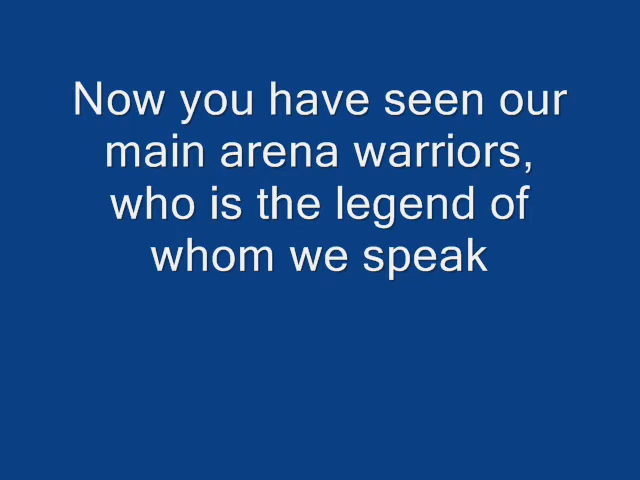 Now you have seen our
main arena warriors,
who is the legend of
whom we speak